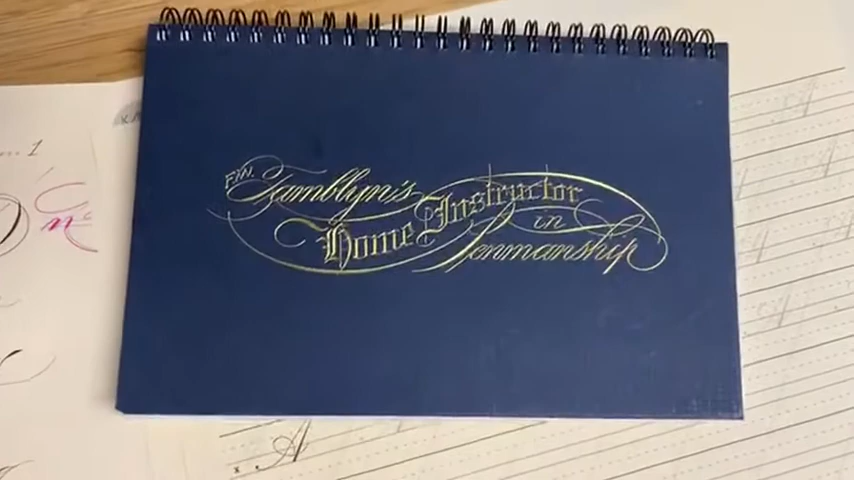 F.W. Tamblyn's
Home Instructor
in
Penmanship
A